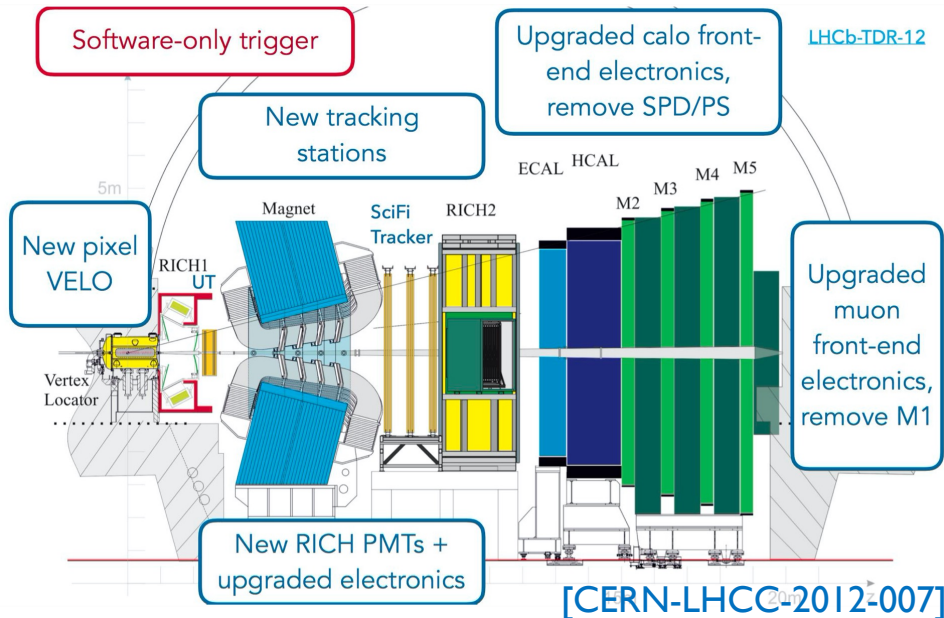 Software-only trigger
Upgraded calo front-
end electronics,
remove SPD/PS
LHCb-TDR-12
New tracking
stations
5m
ECAL
HCAL
M2
M3
M4
M5
Magnet
SciFi
Tracker
RICH2
New pixel
VELO
RICH1
UT
Upgraded
muon
front-end
electronics,
remove M1
Vertex
Locator
New RICH PMTs +
upgraded electronics
20m
z
[CERN-LHCC-2012-007]